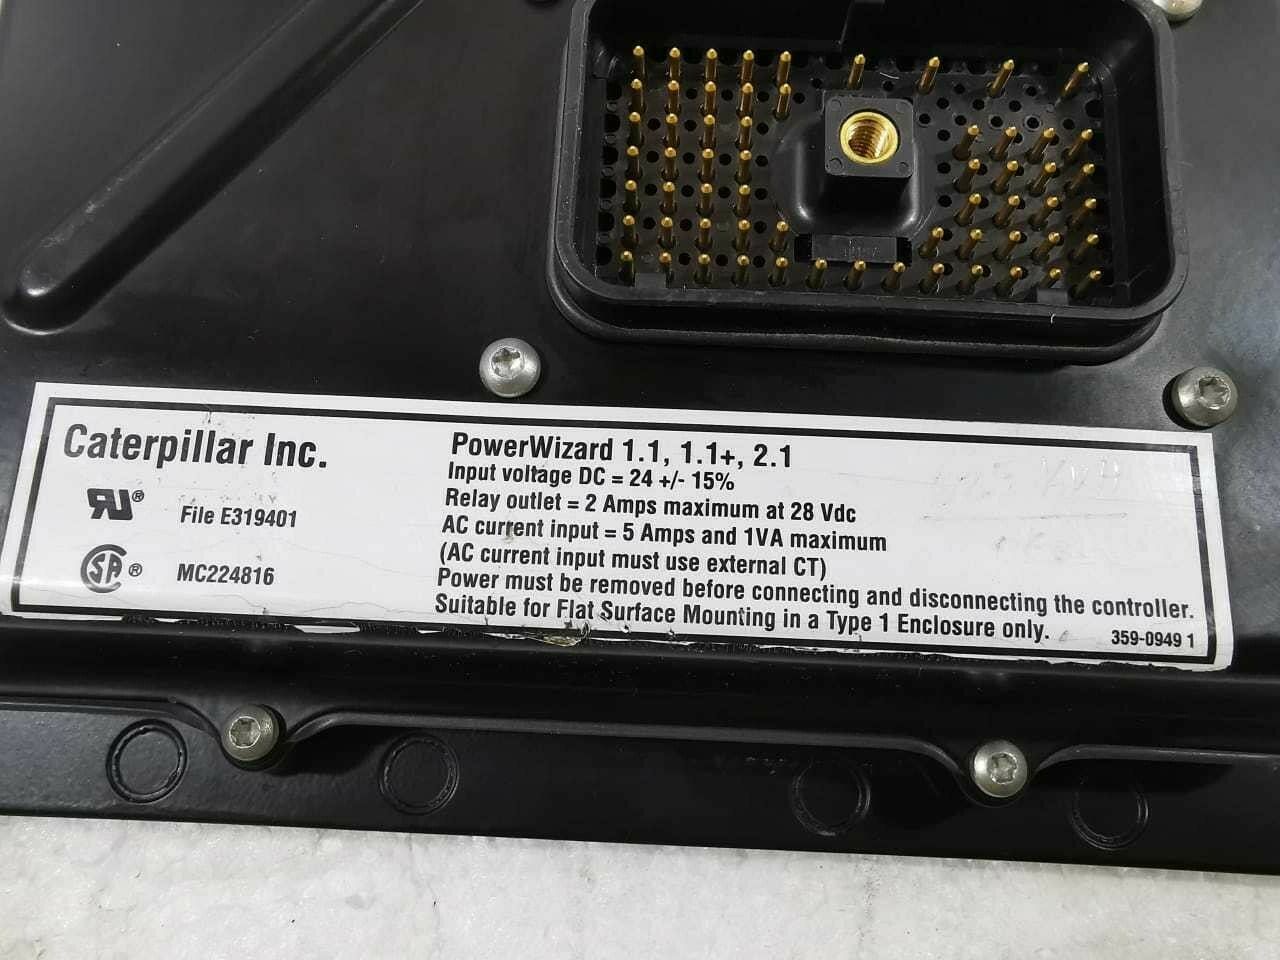 Caterpillar Inc.
File E319401
MC224816
PowerWizard 1.1, 1.1+, 2.1
Input voltage DC = 24 +/- 15%
Relay outlet = 2 Amps maximum at 28 Vdc
AC current input = 5 Amps and 1VA maximum
(AC current input must use external CT)
Power must be removed before connecting and disconnecting the controller.
Suitable for Flat Surface Mounting in a Type 1 Enclosure only.
359-0949 1